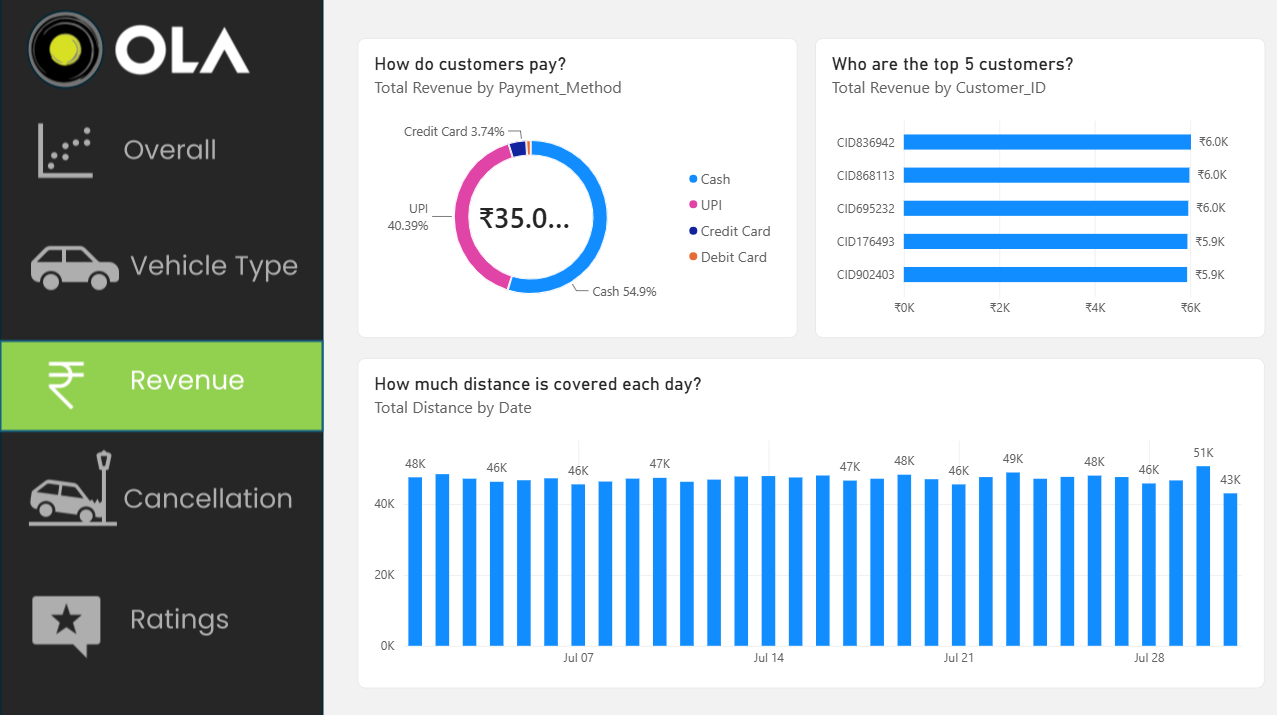 OLA
Overall
Vehicle Type
Revenue
Cancellation
Ratings
How do customers pay?
Total Revenue by Payment_Method
Credit Card 3.74%
UPI
40.39%
₹35.0...
Cash 54.9%
Cash
UPI
Credit Card
Debit Card
Who are the top 5 customers?
Total Revenue by Customer_ID
CID836942 ₹6.0K
CID868113 ₹6.0K
CID695232 ₹6.0K
CID176493 ₹5.9K
CID902403 ₹5.9K
₹0K ₹2K ₹4K ₹6K
How much distance is covered each day?
Total Distance by Date
48K 46K 46K 47K 47K 48K 46K 49K 48K 46K 51K 43K
40K
20K
0K
Jul 07 Jul 14 Jul 21 Jul 28